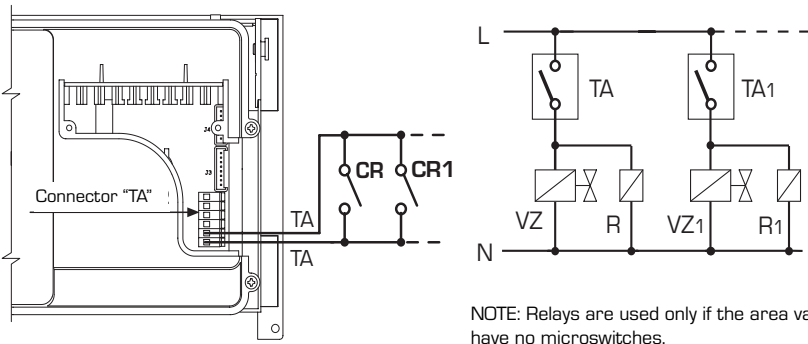 J4
J3
Connector “TA”
TA
TA
CR
CR1
L
TA
TA1
VZ
R
VZ1
R1
N
NOTE: Relays are used only if the area
have no microswitches.